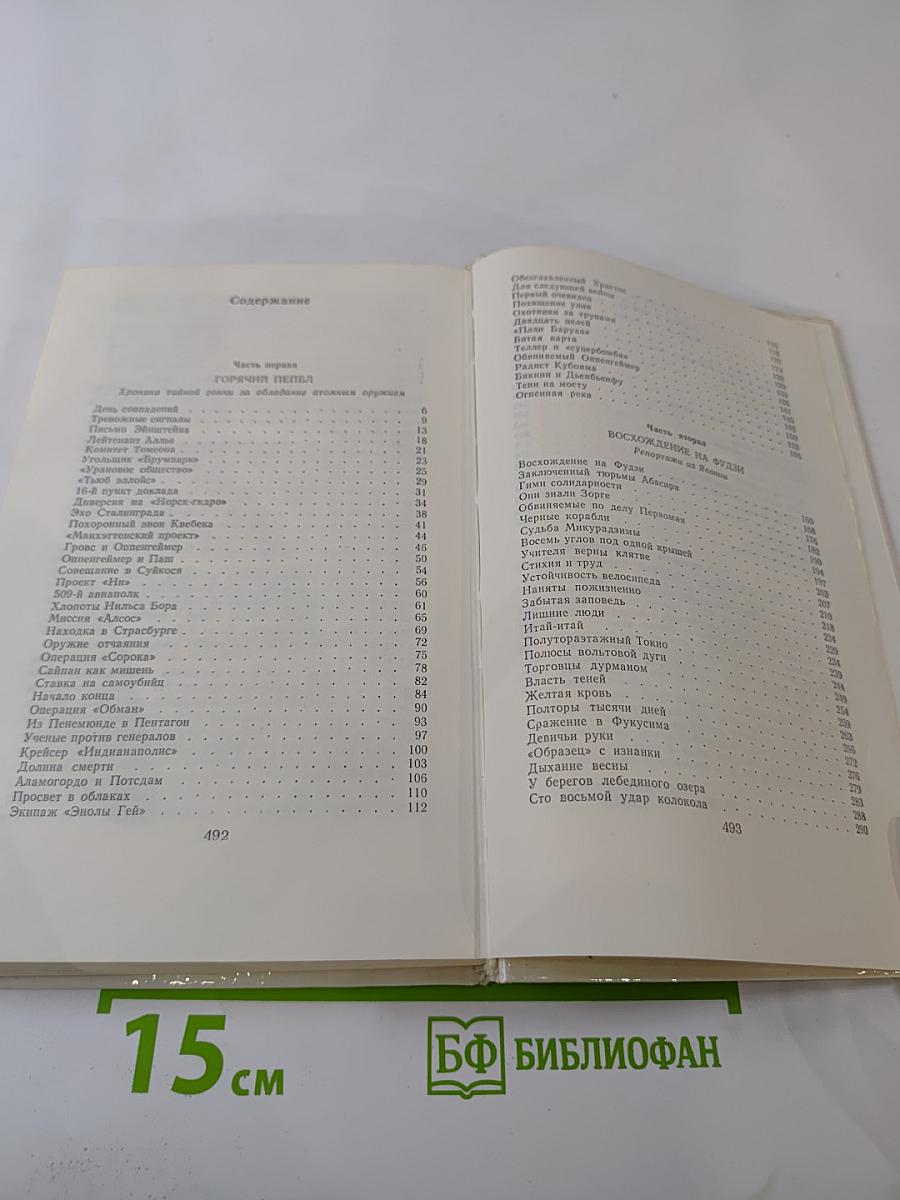 Содержание
Часть первая
ГОРЯЧИЙ ПЕПЕЛ
Хроника тайной гонки за обладание атомным оружием
День совпадений 6
Тревожные сигналы 9
Письмо Эйнштейна 13
Лейтенант Аллье 18
Комитет Томсона 21
Угольщик «Брумпарк» 23
«Урановое общество» 25
«Тьюб эллойс» 29
16-й пункт доклада 31
Диверсия на «Норск-гидро» 34
Эхо Сталинграда 38
Похоронный звон Квебека 41
«Манхэттенский проект» 44
Гровс и Оппенгеймер 46
Оппенгеймер и Паш 50
Совещание в Суйкося 54
Проект «Ни» 56
509-й авиаполк 60
Хлопоты Нильса Бора 61
Миссия «Алсос» 65
Находка в Страсбурге 69
Оружие отчаяния 72
Операция «Сорока» 75
Сайпан как мишень 78
Ставка на самоубийц 82
Начало конца 84
Операция «Обман» 90
Из Пенемюнде в Пентагон 93
Ученые против генералов 97
Крейсер «Индианаполис» 100
Долина смерти 103
Аламогордо и Потсдам 106
Просвет в облаках 110
Экипаж «Энолы Гей» 112
492
Обезглавленный Христос
Для следующей войны
Первый очевидец
Похищение улик
Охотники за трупами
Двадцать целей
«План Баруха»
Битая карта
Теллер и «супербомба»
Обвиняемый Оппенгеймер
Радист Кубояма
Бикини и Дьенбьенфу
Тени на мосту
Огненная река
Часть вторая
ВОСХОЖДЕНИЕ НА ФУДЗИ
Репортажи из Японии
Восхождение на Фудзи
Заключенный тюрьмы Абасири
Гимн солидарности
Они знали Зорге
Обвиняемые по делу Первомая
Черные корабли
Судьба Микурадзимы
Восемь углов под одной крышей
Учителя верны клятве
Стихия и труд
Устойчивость велосипеда
Наняты пожизненно
Забытая заповедь
Лишние люди
Итай-итай
Полутораэтажный Токио
Полюсы вольтовой дуги
Торговцы дурманом
Власть теней
Желтая кровь
Полторы тысячи дней
Сражение в Фукусима
Девичьи руки
«Образец» с изнанки
Дыхание весны
У берегов лебединого озера
Сто восьмой удар колокола 290
493
15 см
БФ БИБЛИОФАН